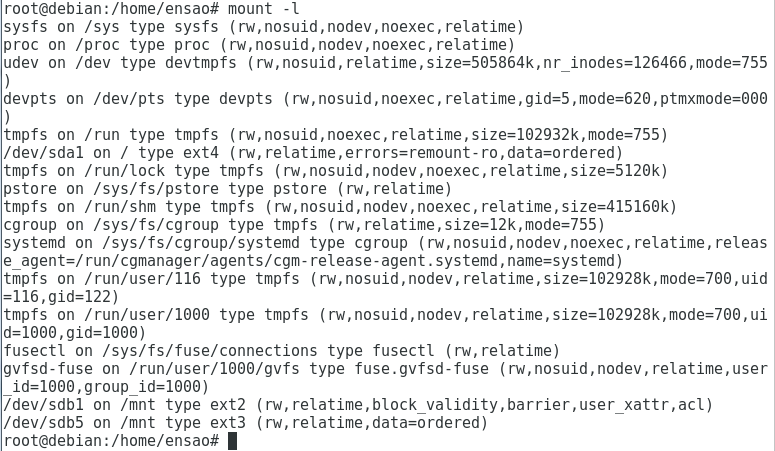 root@debian:/home/ensao# mount -l
sysfs on /sys type sysfs (rw,nosuid,nodev,noexec,relatime)
proc on /proc type proc (rw,nosuid,nodev,noexec,relatime)
udev on /dev type devtmpfs (rw,nosuid,relatime,size=505864k,nr_inodes=126466,mode=755
)
devpts on /dev/pts type devpts (rw,nosuid,noexec,relatime,gid=5,mode=620,ptmxmode=000
)
tmpfs on /run type tmpfs (rw,nosuid,noexec,relatime,size=102932k,mode=755)
/dev/sda1 on / type ext4 (rw,relatime,errors=remount-ro,data=ordered)
tmpfs on /run/lock type tmpfs (rw,nosuid,nodev,noexec,relatime,size=5120k)
pstore on /sys/fs/pstore type pstore (rw,relatime)
tmpfs on /run/shm type tmpfs (rw,nosuid,nodev,noexec,relatime,size=415160k)
cgroup on /sys/fs/cgroup type tmpfs (rw,relatime,size=12k,mode=755)
systemd on /sys/fs/cgroup/systemd type cgroup (rw,nosuid,nodev,noexec,relatime,releas
e_agent=/run/cgmanager/agents/cgm-release-agent.systemd,name=systemd)
tmpfs on /run/user/116 type tmpfs (rw,nosuid,nodev,relatime,size=102928k,mode=700,uid
=116,gid=122)
tmpfs on /run/user/1000 type tmpfs (rw,nosuid,nodev,relatime,size=102928k,mode=700,ui
d=1000,gid=1000)
fusectl on /sys/fs/fuse/connections type fusectl (rw,relatime)
gvfsd-fuse on /run/user/1000/gvfs type fuse.gvfsd-fuse (rw,nosuid,nodev,relatime,user
_id=1000,group_id=1000)
/dev/sdb1 on /mnt type ext2 (rw,relatime,block_validity,barrier,user_xattr,acl)
/dev/sdb5 on /mnt type ext3 (rw,relatime,data=ordered)
root@debian:/home/ensao#